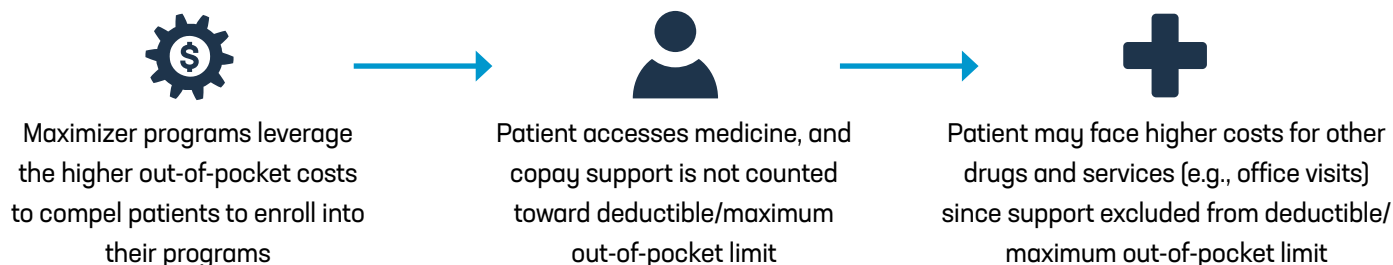 $
Maximizer programs leverage
the higher out-of-pocket costs
to compel patients to enroll into
their programs
Patient accesses medicine, and
copay support is not counted
toward deductible/maximum
out-of-pocket limit
Patient may face higher costs for other
drugs and services (e.g., office visits)
since support excluded from deductible/
maximum out-of-pocket limit